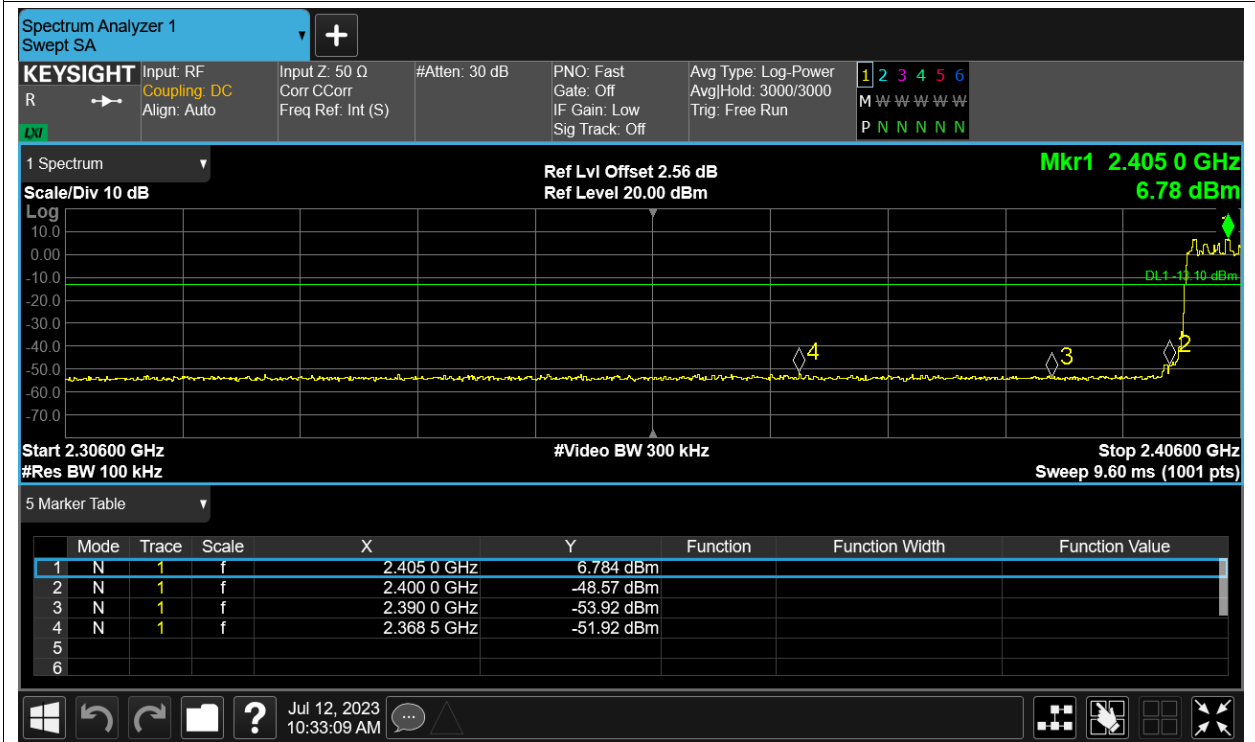 Spectrum Analyzer 1
Swept SA
+
KEYSIGHT Input: RF Input Z: 50 Ω #Atten: 30 dB PNO: Fast Avg Type: Log-Power 1 2 3 4 5 6
R Coupling: DC Corr CCorr Gate: Off Avg|Hold: 3000/3000 M W W W W W
Align: Auto Freq Ref: Int (S) IF Gain: Low Trig: Free Run
LXI Sig Track: Off P N N N N N
1 Spectrum Ref Lvl Offset 2.56 dB Mkr1 2.405 0 GHz
Scale/Div 10 dB Ref Level 20.00 dBm 6.78 dBm
Log
10.0
0.00
-10.0 DL1 -13.10 dBm
-20.0
-30.0
-40.0 4 3 2
-50.0
-60.0
-70.0
Start 2.30600 GHz #Video BW 300 kHz Stop 2.40600 GHz
#Res BW 100 kHz Sweep 9.60 ms (1001 pts)
5 Marker Table
Mode Trace Scale X Y Function Function Width Function Value
1 N 1 f 2.405 0 GHz 6.784 dBm
2 N 1 f 2.400 0 GHz -48.57 dBm
3 N 1 f 2.390 0 GHz -53.92 dBm
4 N 1 f 2.368 5 GHz -51.92 dBm
5
6
? Jul 12, 2023
10:33:09 AM